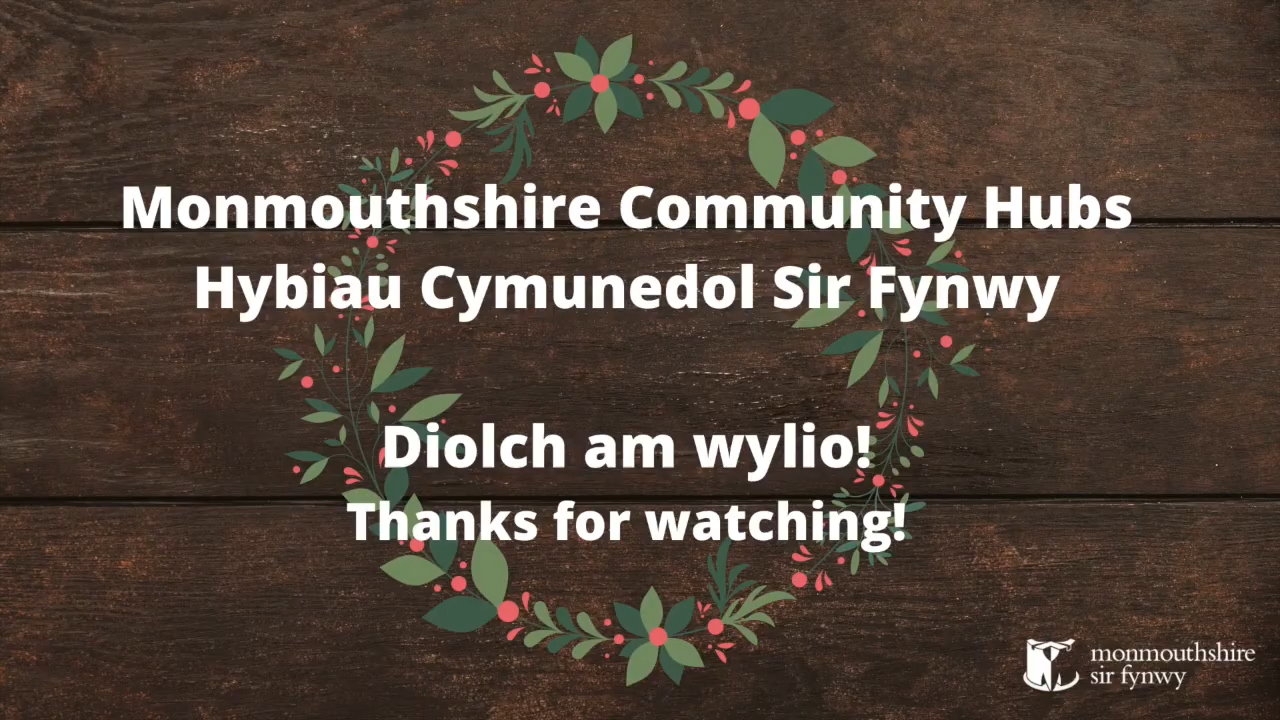 Monmouthshire Community Hubs
Hybiau Cymunedol Sir Fynwy
Diolch am wylio!
Thanks for watching!
monmouthshire
sir fynwy